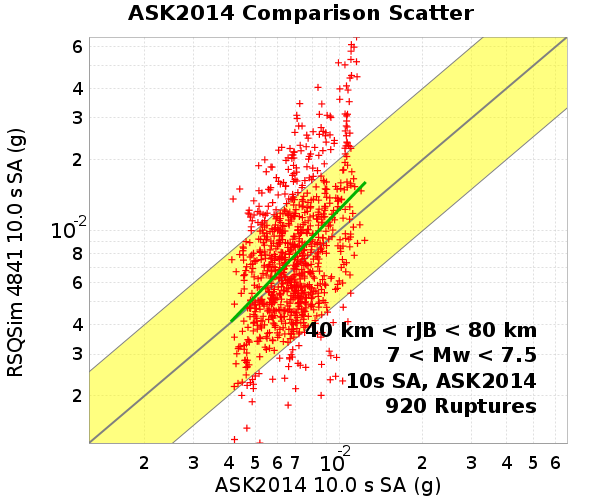 ASK2014 Comparison Scatter
RSQSim 4841 10.0 s SA (g)
6
4
3
2
10-2
8
6
4
3
2
40 km < rJB < 80 km
7 < Mw < 7.5
10s SA, ASK2014
920 Ruptures
2 3 4 5 6 7 10-2 2 3 4 5 6
ASK2014 10.0 s SA (g)